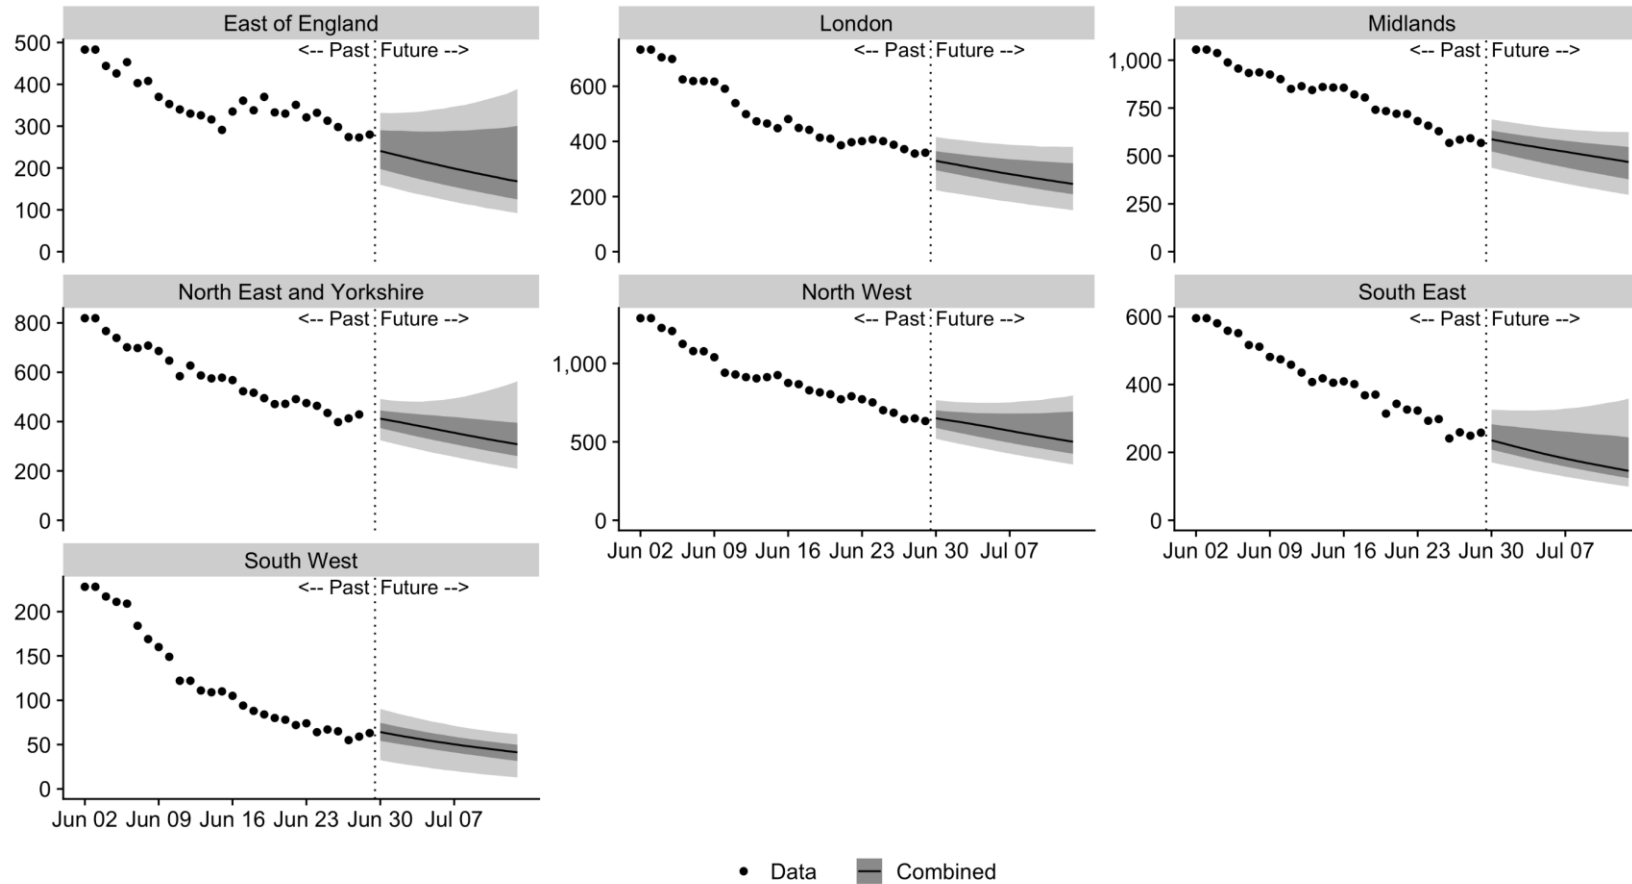 East of England
<-- Past Future -->
500
400
300
200
100
0
London
<-- Past Future -->
600
400
200
0
Midlands
<-- Past Future -->
1,000
750
500
250
0
North East and Yorkshire
<-- Past Future -->
800
600
400
200
0
North West
<-- Past Future -->
1,000
500
0
Jun 02 Jun 09 Jun 16 Jun 23 Jun 30 Jul 07
South East
<-- Past Future -->
600
400
200
0
Jun 02 Jun 09 Jun 16 Jun 23 Jun 30 Jul 07
South West
<-- Past Future -->
200
150
100
50
0
Jun 02 Jun 09 Jun 16 Jun 23 Jun 30 Jul 07
Data Combined